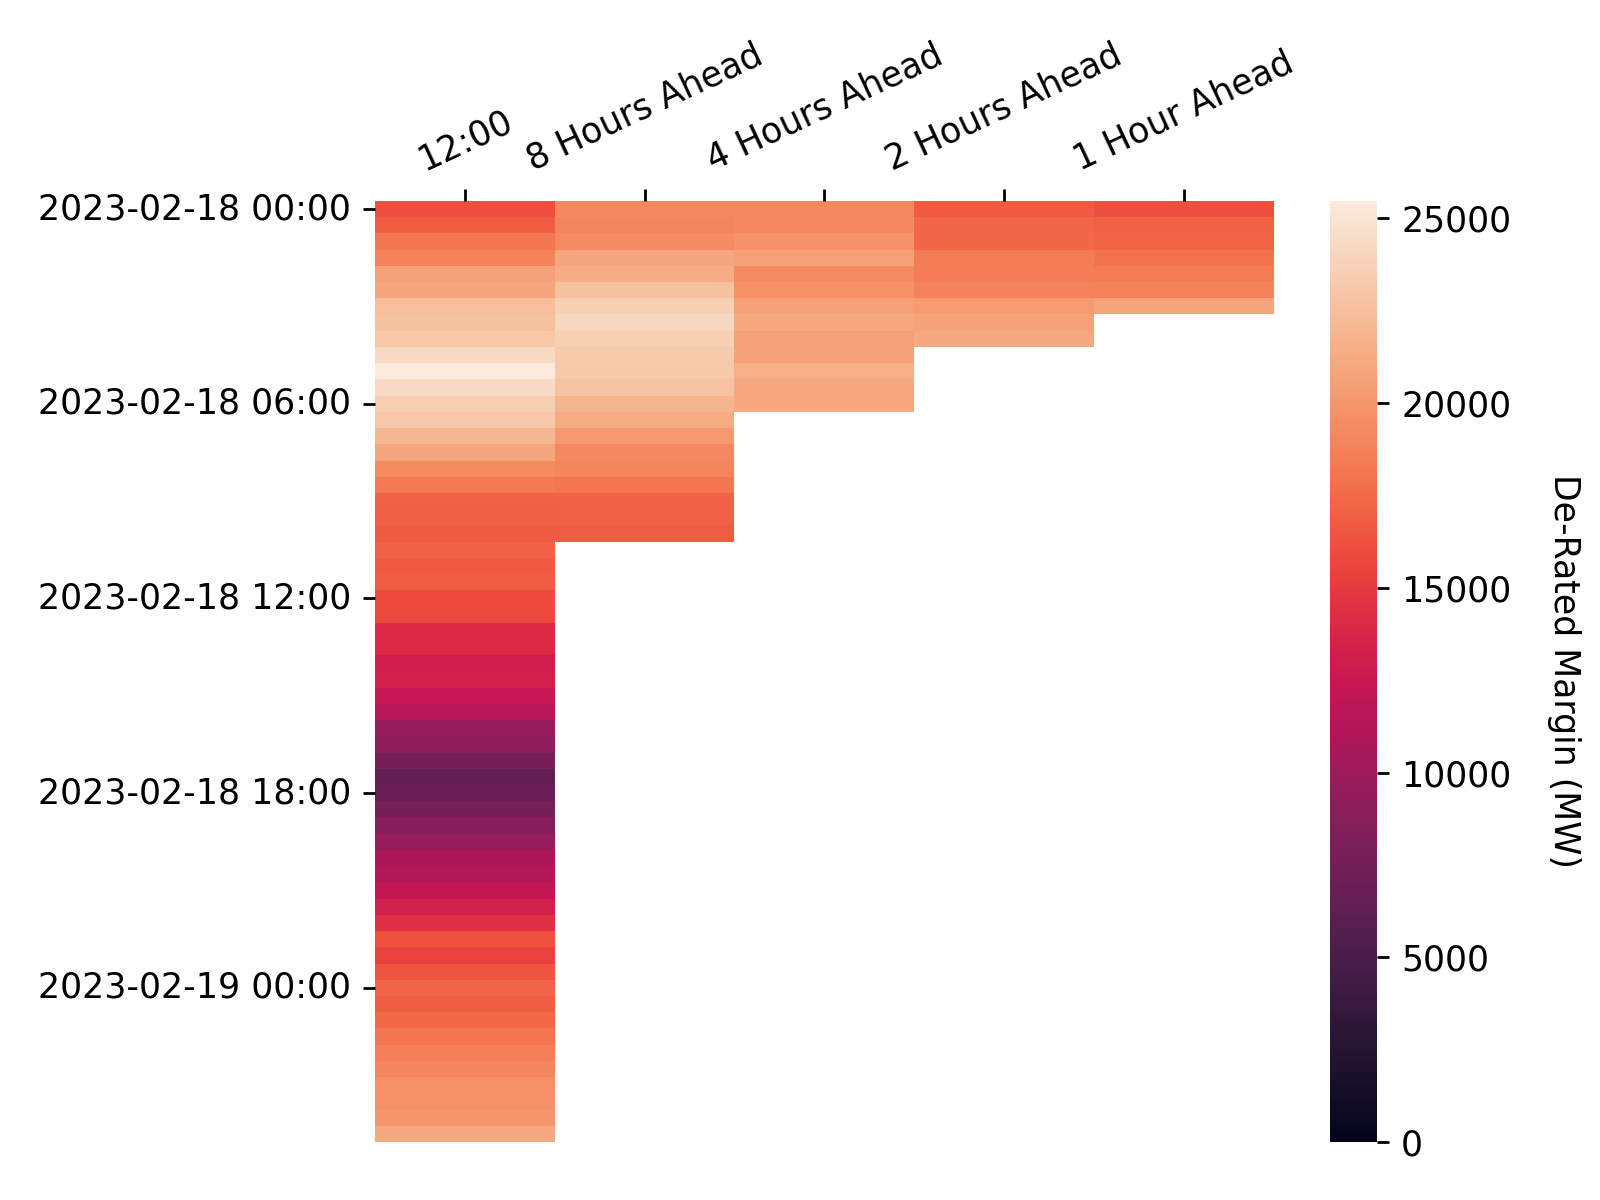 12:00
8 Hours Ahead
4 Hours Ahead
2 Hours Ahead
1 Hour Ahead
2023-02-18 00:00
2023-02-18 06:00
2023-02-18 12:00
2023-02-18 18:00
2023-02-19 00:00
25000
20000
15000
10000
5000
0
De-Rated Margin (MW)